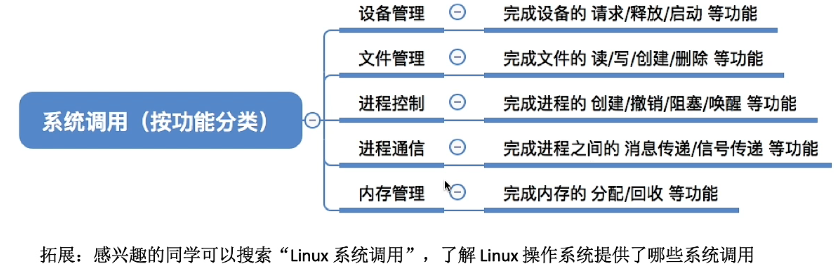 设备管理 完成设备的 请求/释放/启动 等功能
文件管理 完成文件的 读/写/创建/删除 等功能
系统调用（按功能分类） 进程控制 完成进程的 创建/撤销/阻塞/唤醒 等功能
进程通信 完成进程之间的 消息传递/信号传递 等功能
内存管理 完成内存的 分配/回收 等功能
拓展：感兴趣的同学可以搜索“Linux 系统调用”，了解 Linux 操作系统提供了哪些系统调用